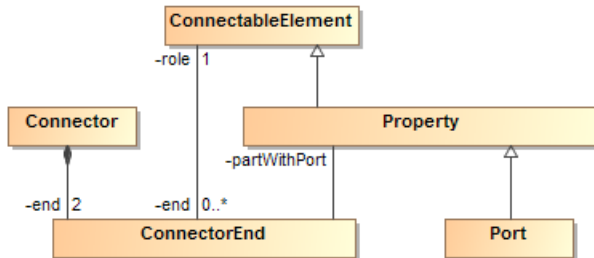 ConnectableElement
-role 1
Connector
Property
-partWithPort
-end 2 -end 0..*
ConnectorEnd
Port